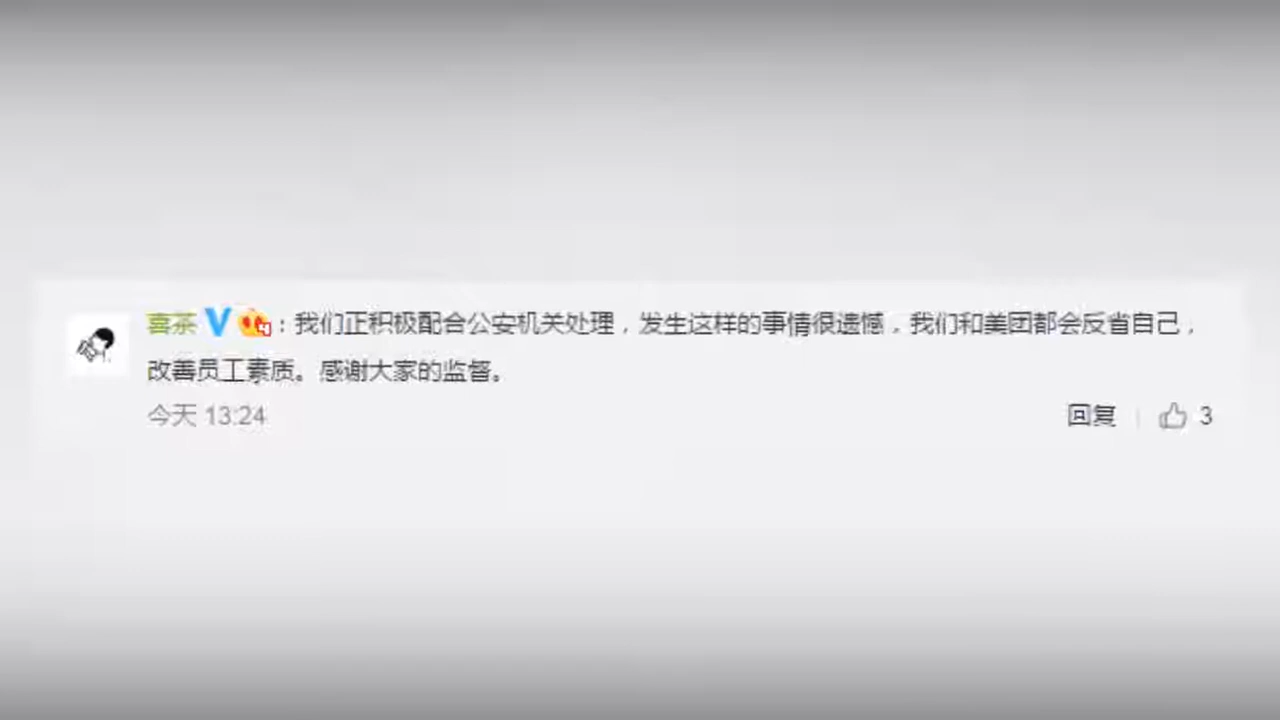 喜茶 V 4：我们正积极配合公安机关处理，发生这样的事情很遗憾，我们和美团都会反省自己，
改善员工素质。感谢大家的监督。
今天 13:24 回复 3